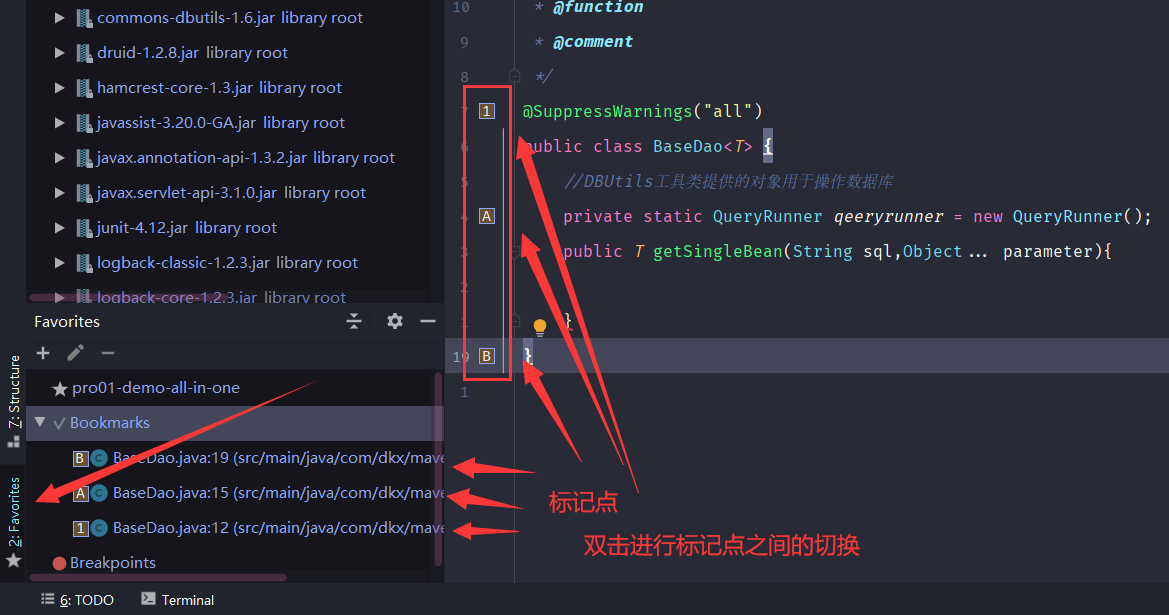 commons-dbutils-1.6.jar library root
druid-1.2.8.jar library root
hamcrest-core-1.3.jar library root
javassist-3.20.0-GA.jar library root
javax.annotation-api-1.3.2.jar library root
javax.servlet-api-3.1.0.jar library root
junit-4.12.jar library root
logback-classic-1.2.3.jar library root
logback-core-1.2.3.jar library root
Favorites
pro01-demo-all-in-one
Bookmarks
B C BaseDao.java:19 (src/main/java/com/dkx/mave
A C BaseDao.java:15 (src/main/java/com/dkx/mave
1 C BaseDao.java:12 (src/main/java/com/dkx/mave
Breakpoints
7: Structure
2: Favorites
6: TODO
Terminal
10 * @function
9 * @comment
8 */
7 1 @SuppressWarnings("all")
6 public class BaseDao<T> {
5 //DBUtils工具类提供的对象用于操作数据库
4 A private static QueryRunner qeeryrunner = new QueryRunner();
3 public T getSingleBean(String sql,Object... parameter){
2
1 }
19 B }
1
标记点
双击进行标记点之间的切换